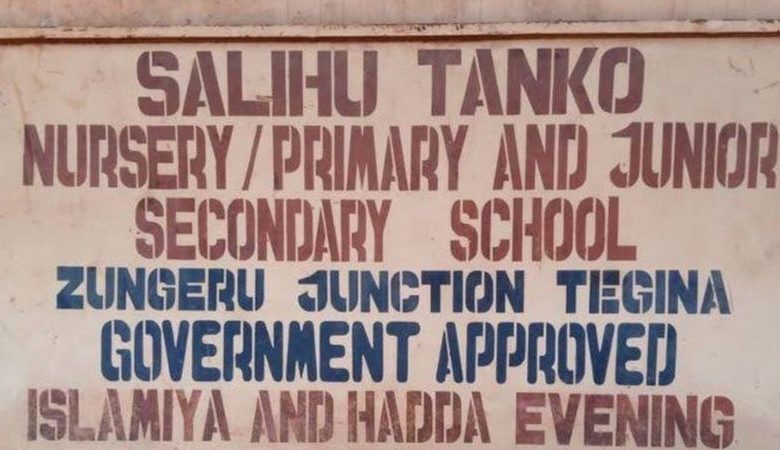 SALIHU TANKO
NURSERY/PRIMARY AND JUNIOR
SECONDARY SCHOOL
ZUNGERU JUNCTION TEGINA
GOVERNMENT APPROVED
ISLAMIYA AND HADDA EVENING